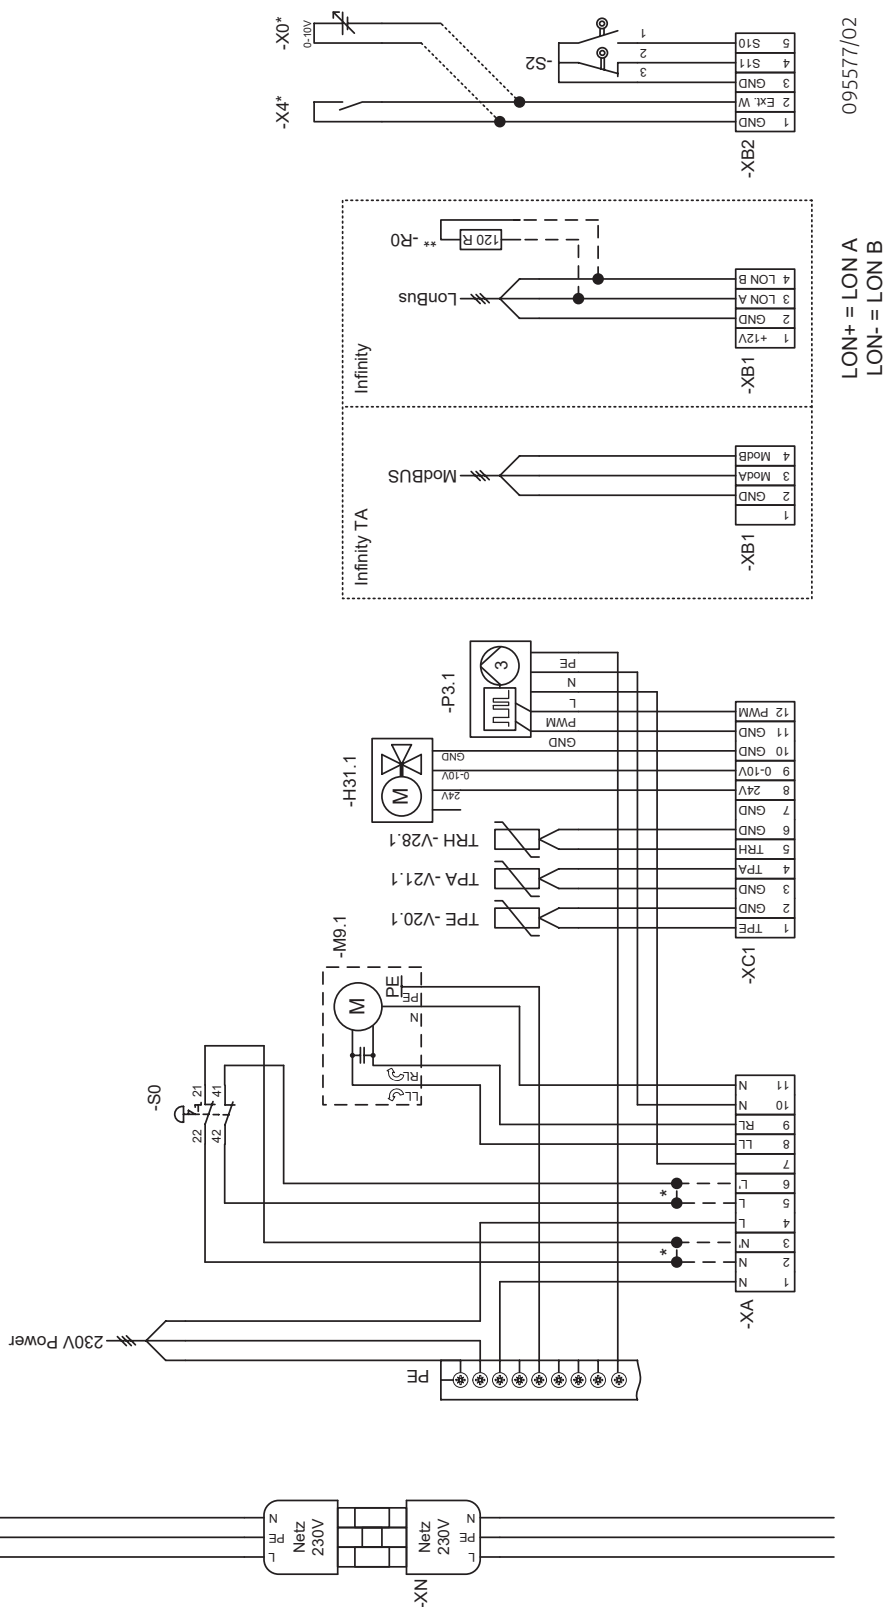 -X0*
0-10V
-X4*
-S2
1
2
3
5 S10
4 S11
3 GND
2 Ext. W
1 GND
-XB2
095577/02
Infinity
LonBus
** -R0
120 R
4 LON B
3 LON A
2 GND
1 +12V
-XB1
LON+ = LON A
LON- = LON B
Infinity TA
ModBUS
4 ModB
3 ModA
2 GND
1
-XB1
-P3.1
3
PE
N
L
PWM
GND
-H31.1
M
GND
0-10V
24V
TRH -V28.1
TPA -V21.1
TPE -V20.1
12 PWM
11 GND
10 GND
9 0-10V
8 24V
7 GND
6 GND
5 TRH
4 TPA
3 GND
2 GND
1 TPE
-XC1
-M9.1
M
PE
PE
N
RL
LL
-S0
21
22
41
42
11 N
10 N
9 RL
8 LL
7
6 L'
5 L
4 L
3 N'
2 N
1 N
*
*
-XA
230V Power
PE
N
PE
L
Netz
230V
Netz
230V
N
PE
L
-XN